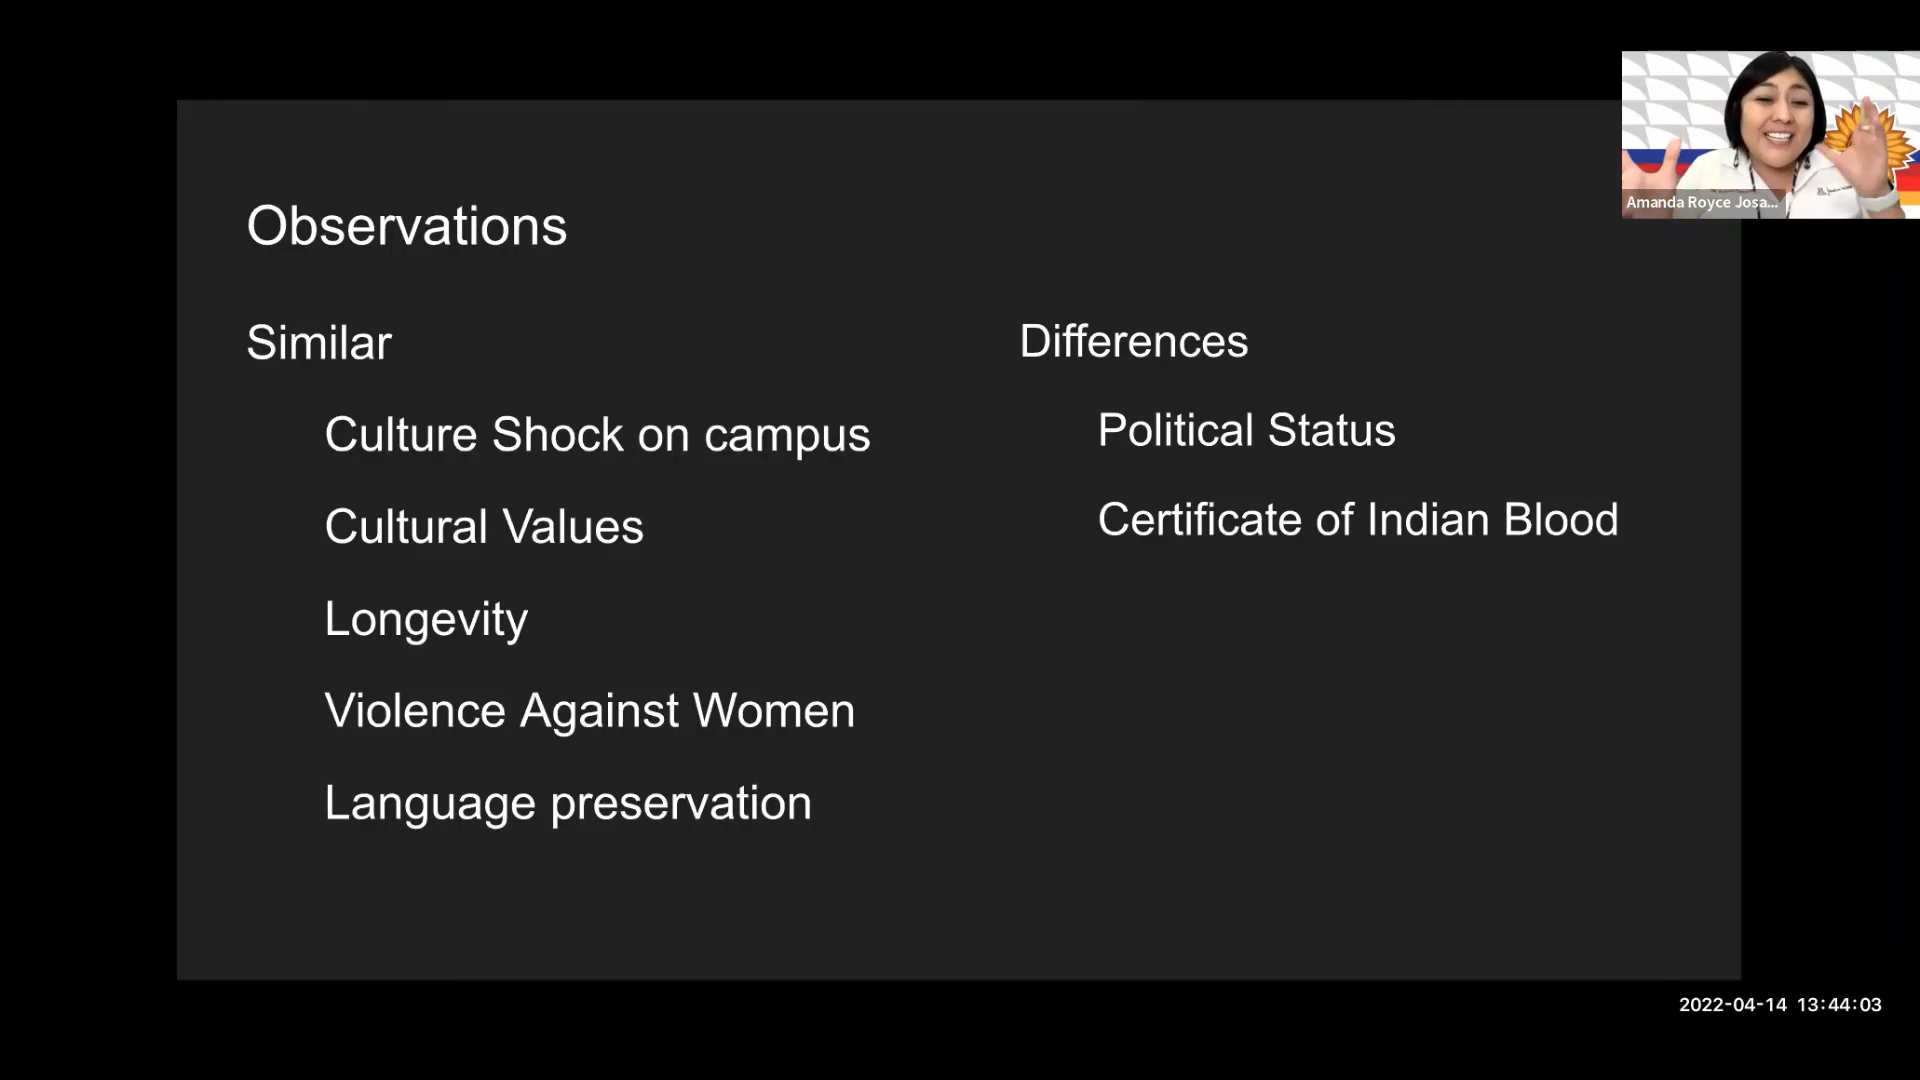 Observations
Similar
Culture Shock on campus
Cultural Values
Longevity
Violence Against Women
Language preservation
Differences
Political Status
Certificate of Indian Blood
Amanda Royce Josa...
2022-04-14 13:44:03